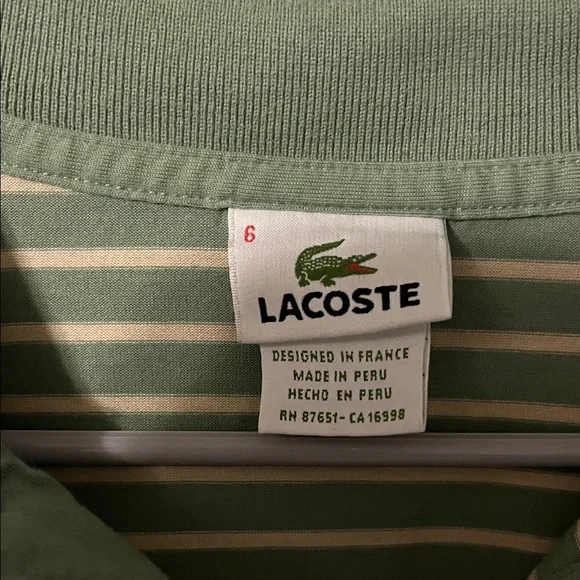 6
LACOSTE
DESIGNED IN FRANCE
MADE IN PERU
HECHO EN PERU
RN 87651-CA 16998